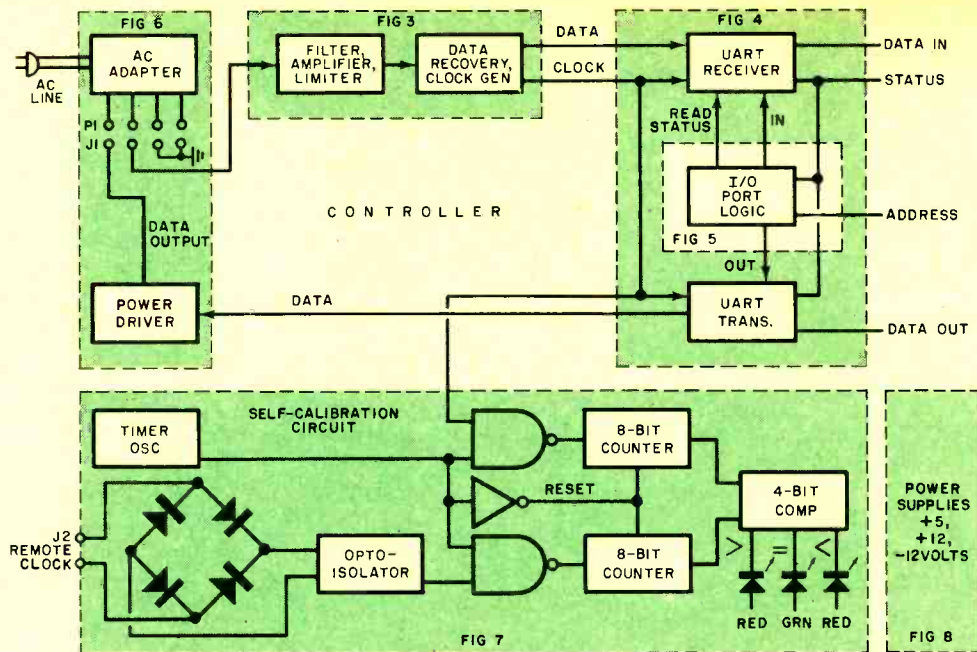 FIG 6
AC
ADAPTER
AC
LINE
P1
J1
DATA
OUTPUT
POWER
DRIVER
FIG 3
FILTER,
AMPLIFIER,
LIMITER
DATA
RECOVERY,
CLOCK GEN
DATA
CLOCK
CONTROLLER
DATA
FIG 4
UART
RECEIVER
READ
STATUS
IN
I/O
PORT
LOGIC
FIG 5
OUT
UART
TRANS.
DATA IN
STATUS
ADDRESS
DATA OUT
SELF-CALIBRATION
CIRCUIT
TIMER
OSC
J2
REMOTE
CLOCK
OPTO-
ISOLATOR
RESET
8-BIT
COUNTER
8-BIT
COUNTER
4-BIT
COMP
> = <
RED GRN RED
FIG 7
POWER
SUPPLIES
+5,
+12,
-12VOLTS
FIG 8